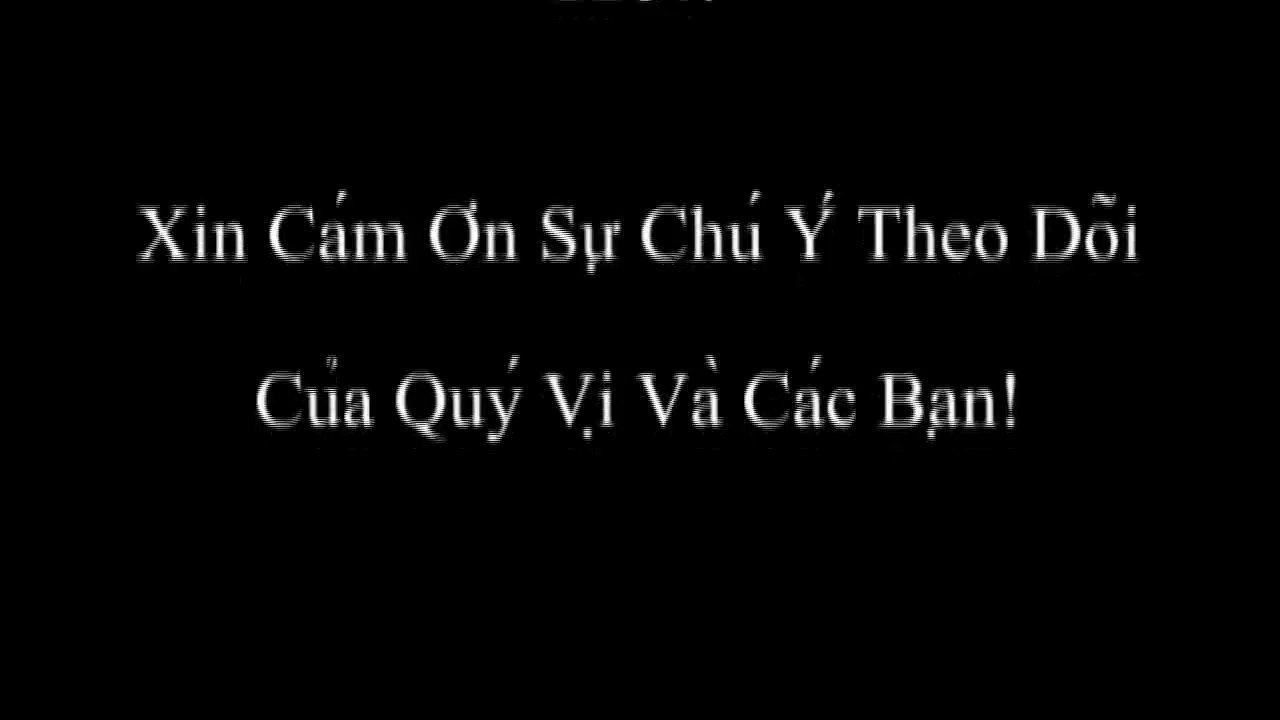 Xin Cám Ơn Sự Chú Ý Theo Dõi
Của Quý Vị Và Các Bạn!